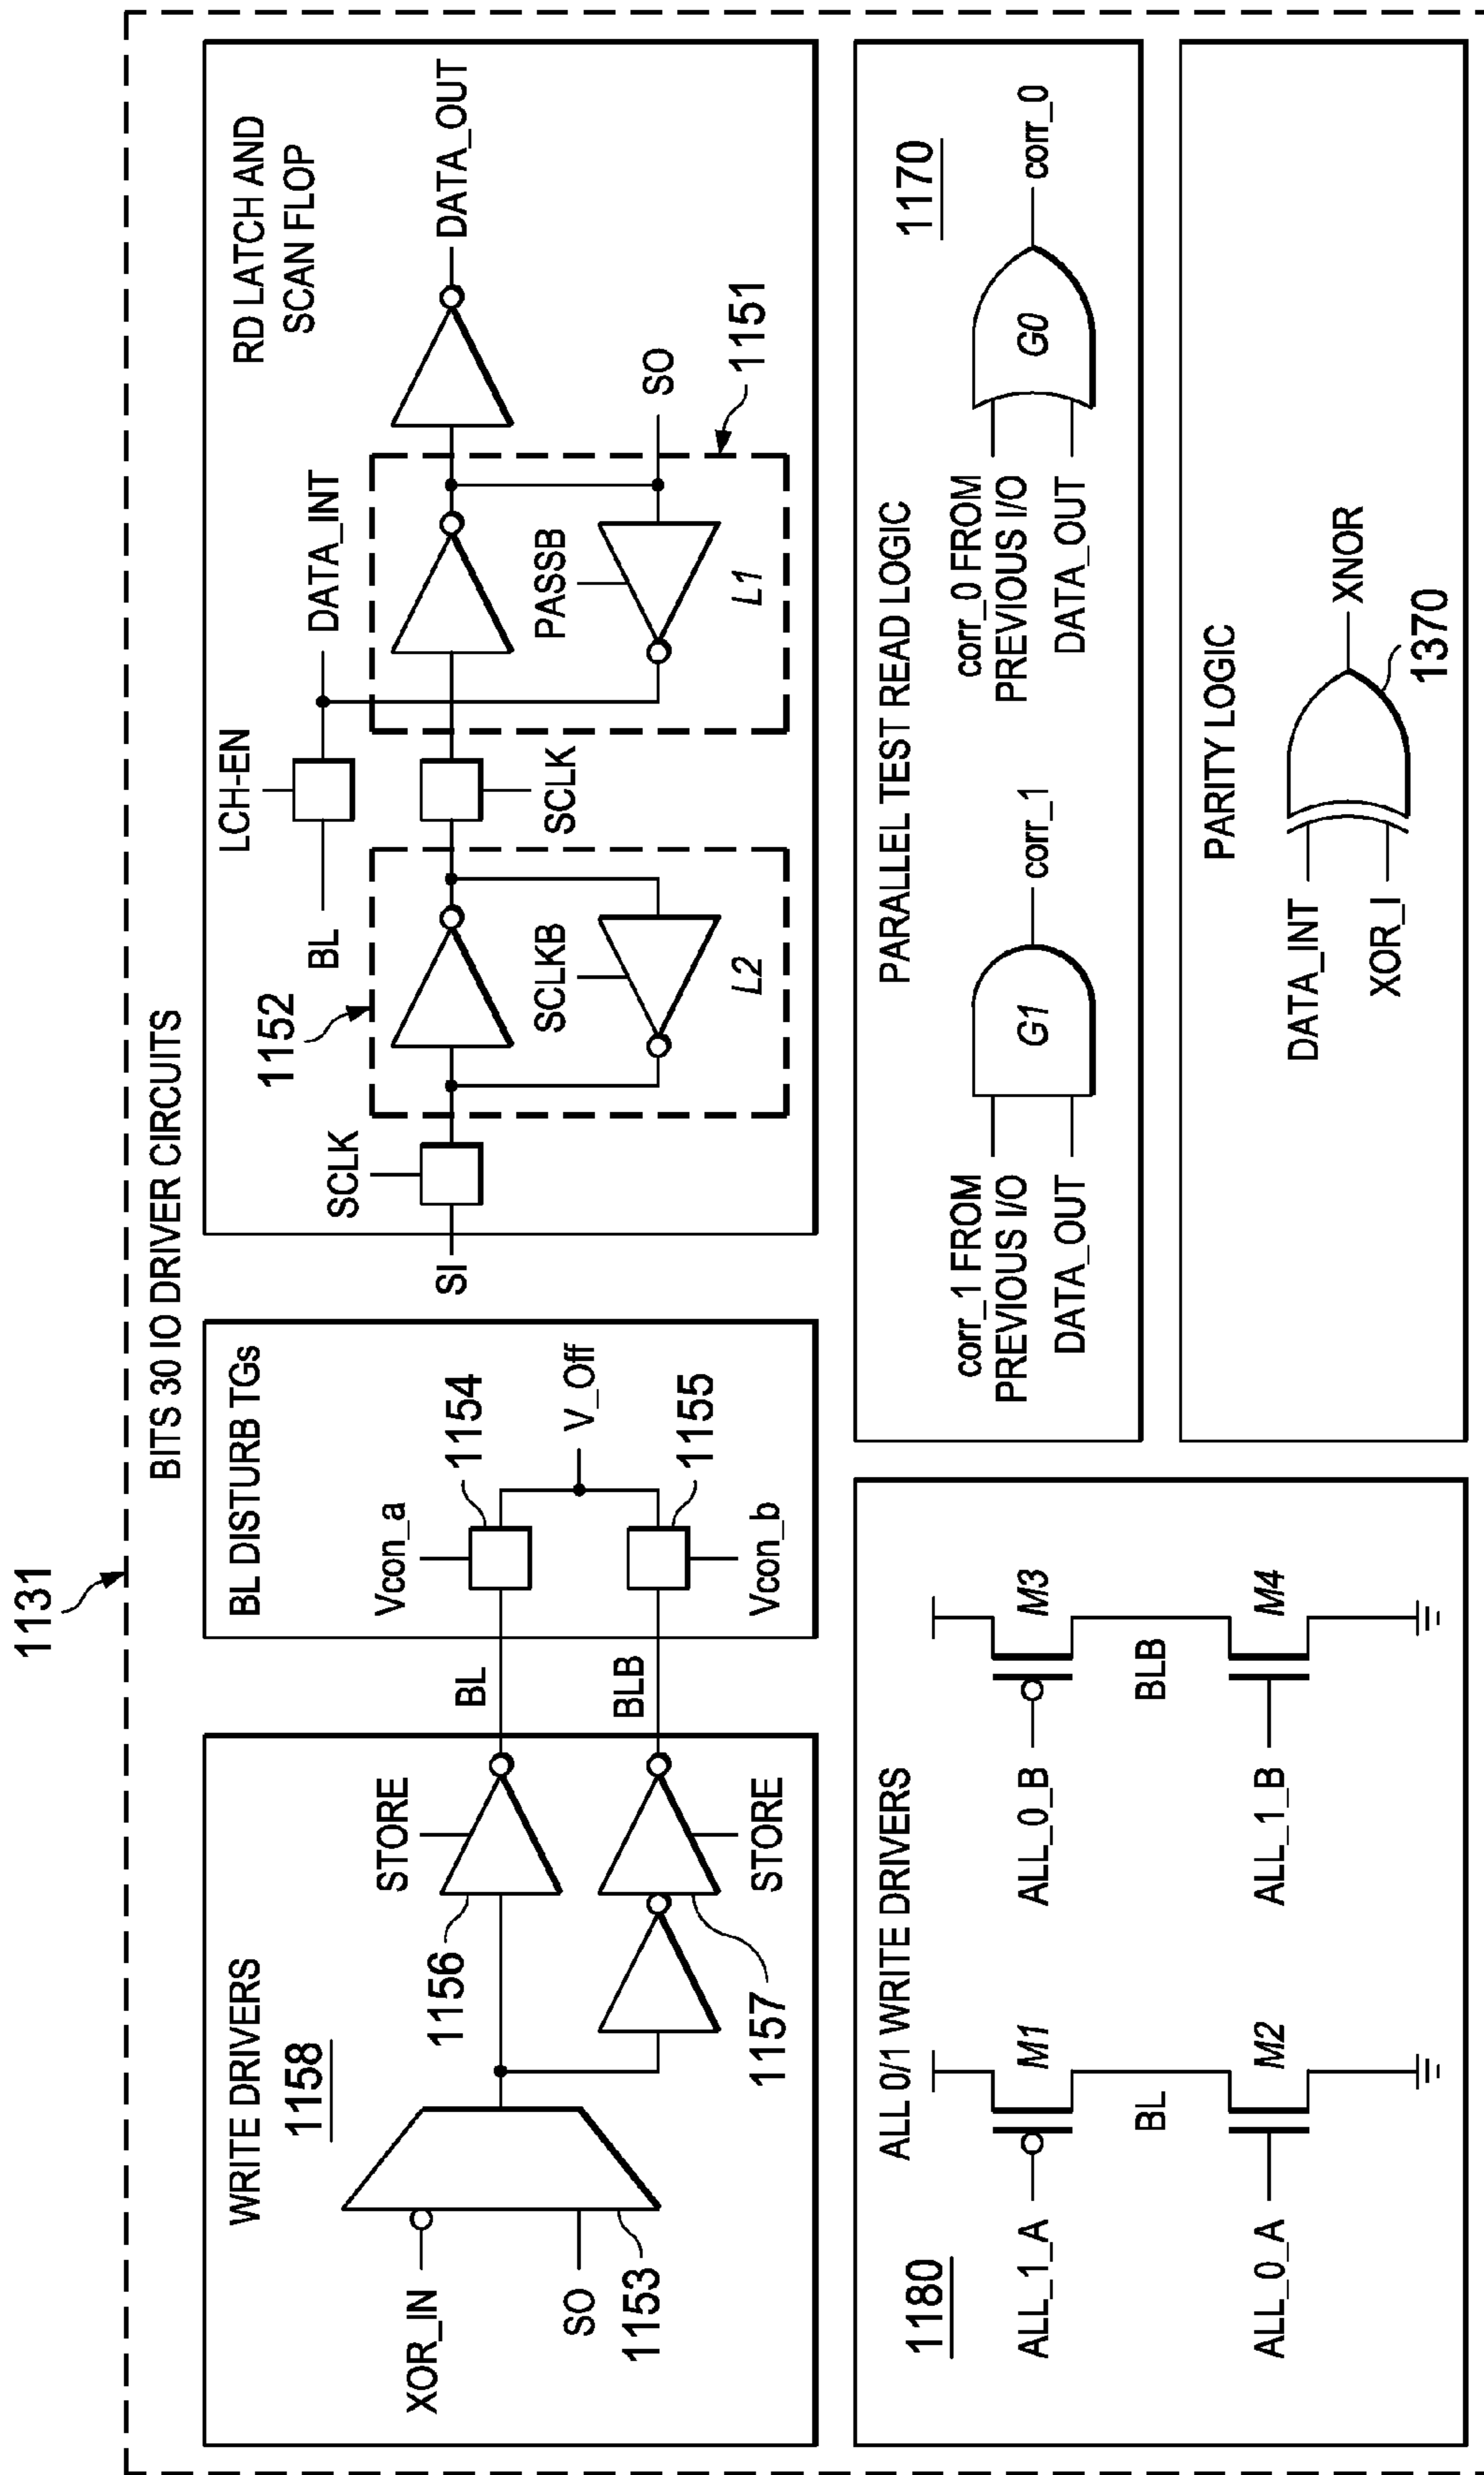 1131
BITS 30 IO DRIVER CIRCUITS
WRITE DRIVERS
1158
XOR_IN
SO
1153
STORE
1156
STORE
1157
BL
BLB
BL DISTURB TGs
Vcon_a
1154
V_Off
1155
Vcon_b
RD LATCH AND
SCAN FLOP
SI
SCLK
1152
SCLKB
L2
BL
LCH-EN
DATA_INT
SCLK
PASSB
L1
SO
1151
DATA_OUT
ALL 0/1 WRITE DRIVERS
1180
ALL_1_A
M1
BL
ALL_0_A
M2
ALL_0_B
M3
BLB
ALL_1_B
M4
PARALLEL TEST READ LOGIC
1170
corr_1 FROM
PREVIOUS I/O
DATA_OUT
G1
corr_1
corr_0 FROM
PREVIOUS I/O
DATA_OUT
G0
corr_0
PARITY LOGIC
DATA_INT
XOR_I
XNOR
1370